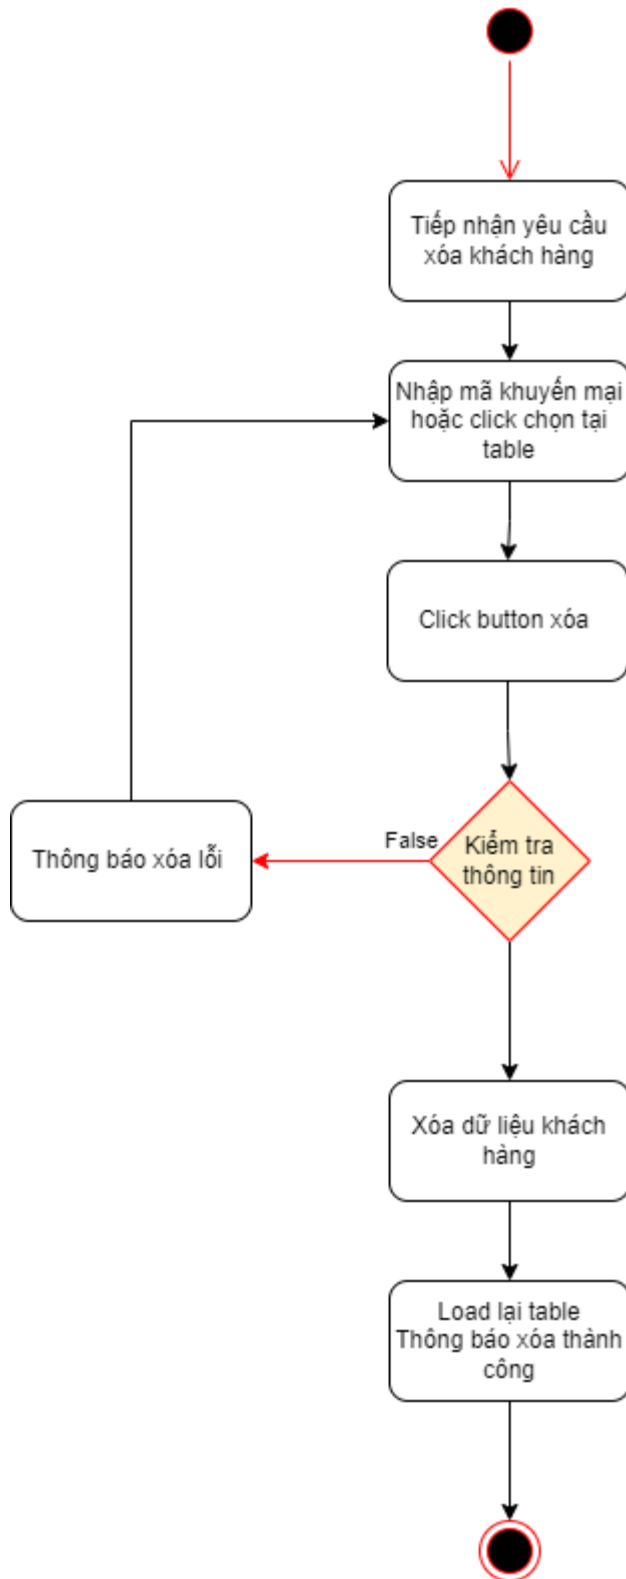 Tiếp nhận yêu cầu
xóa khách hàng
Nhập mã khuyến mại
hoặc click chọn tại
table
Click button xóa
False
Kiểm tra
thông tin
Thông báo xóa lỗi
Xóa dữ liệu khách
hàng
Load lại table
Thông báo xóa thành
công